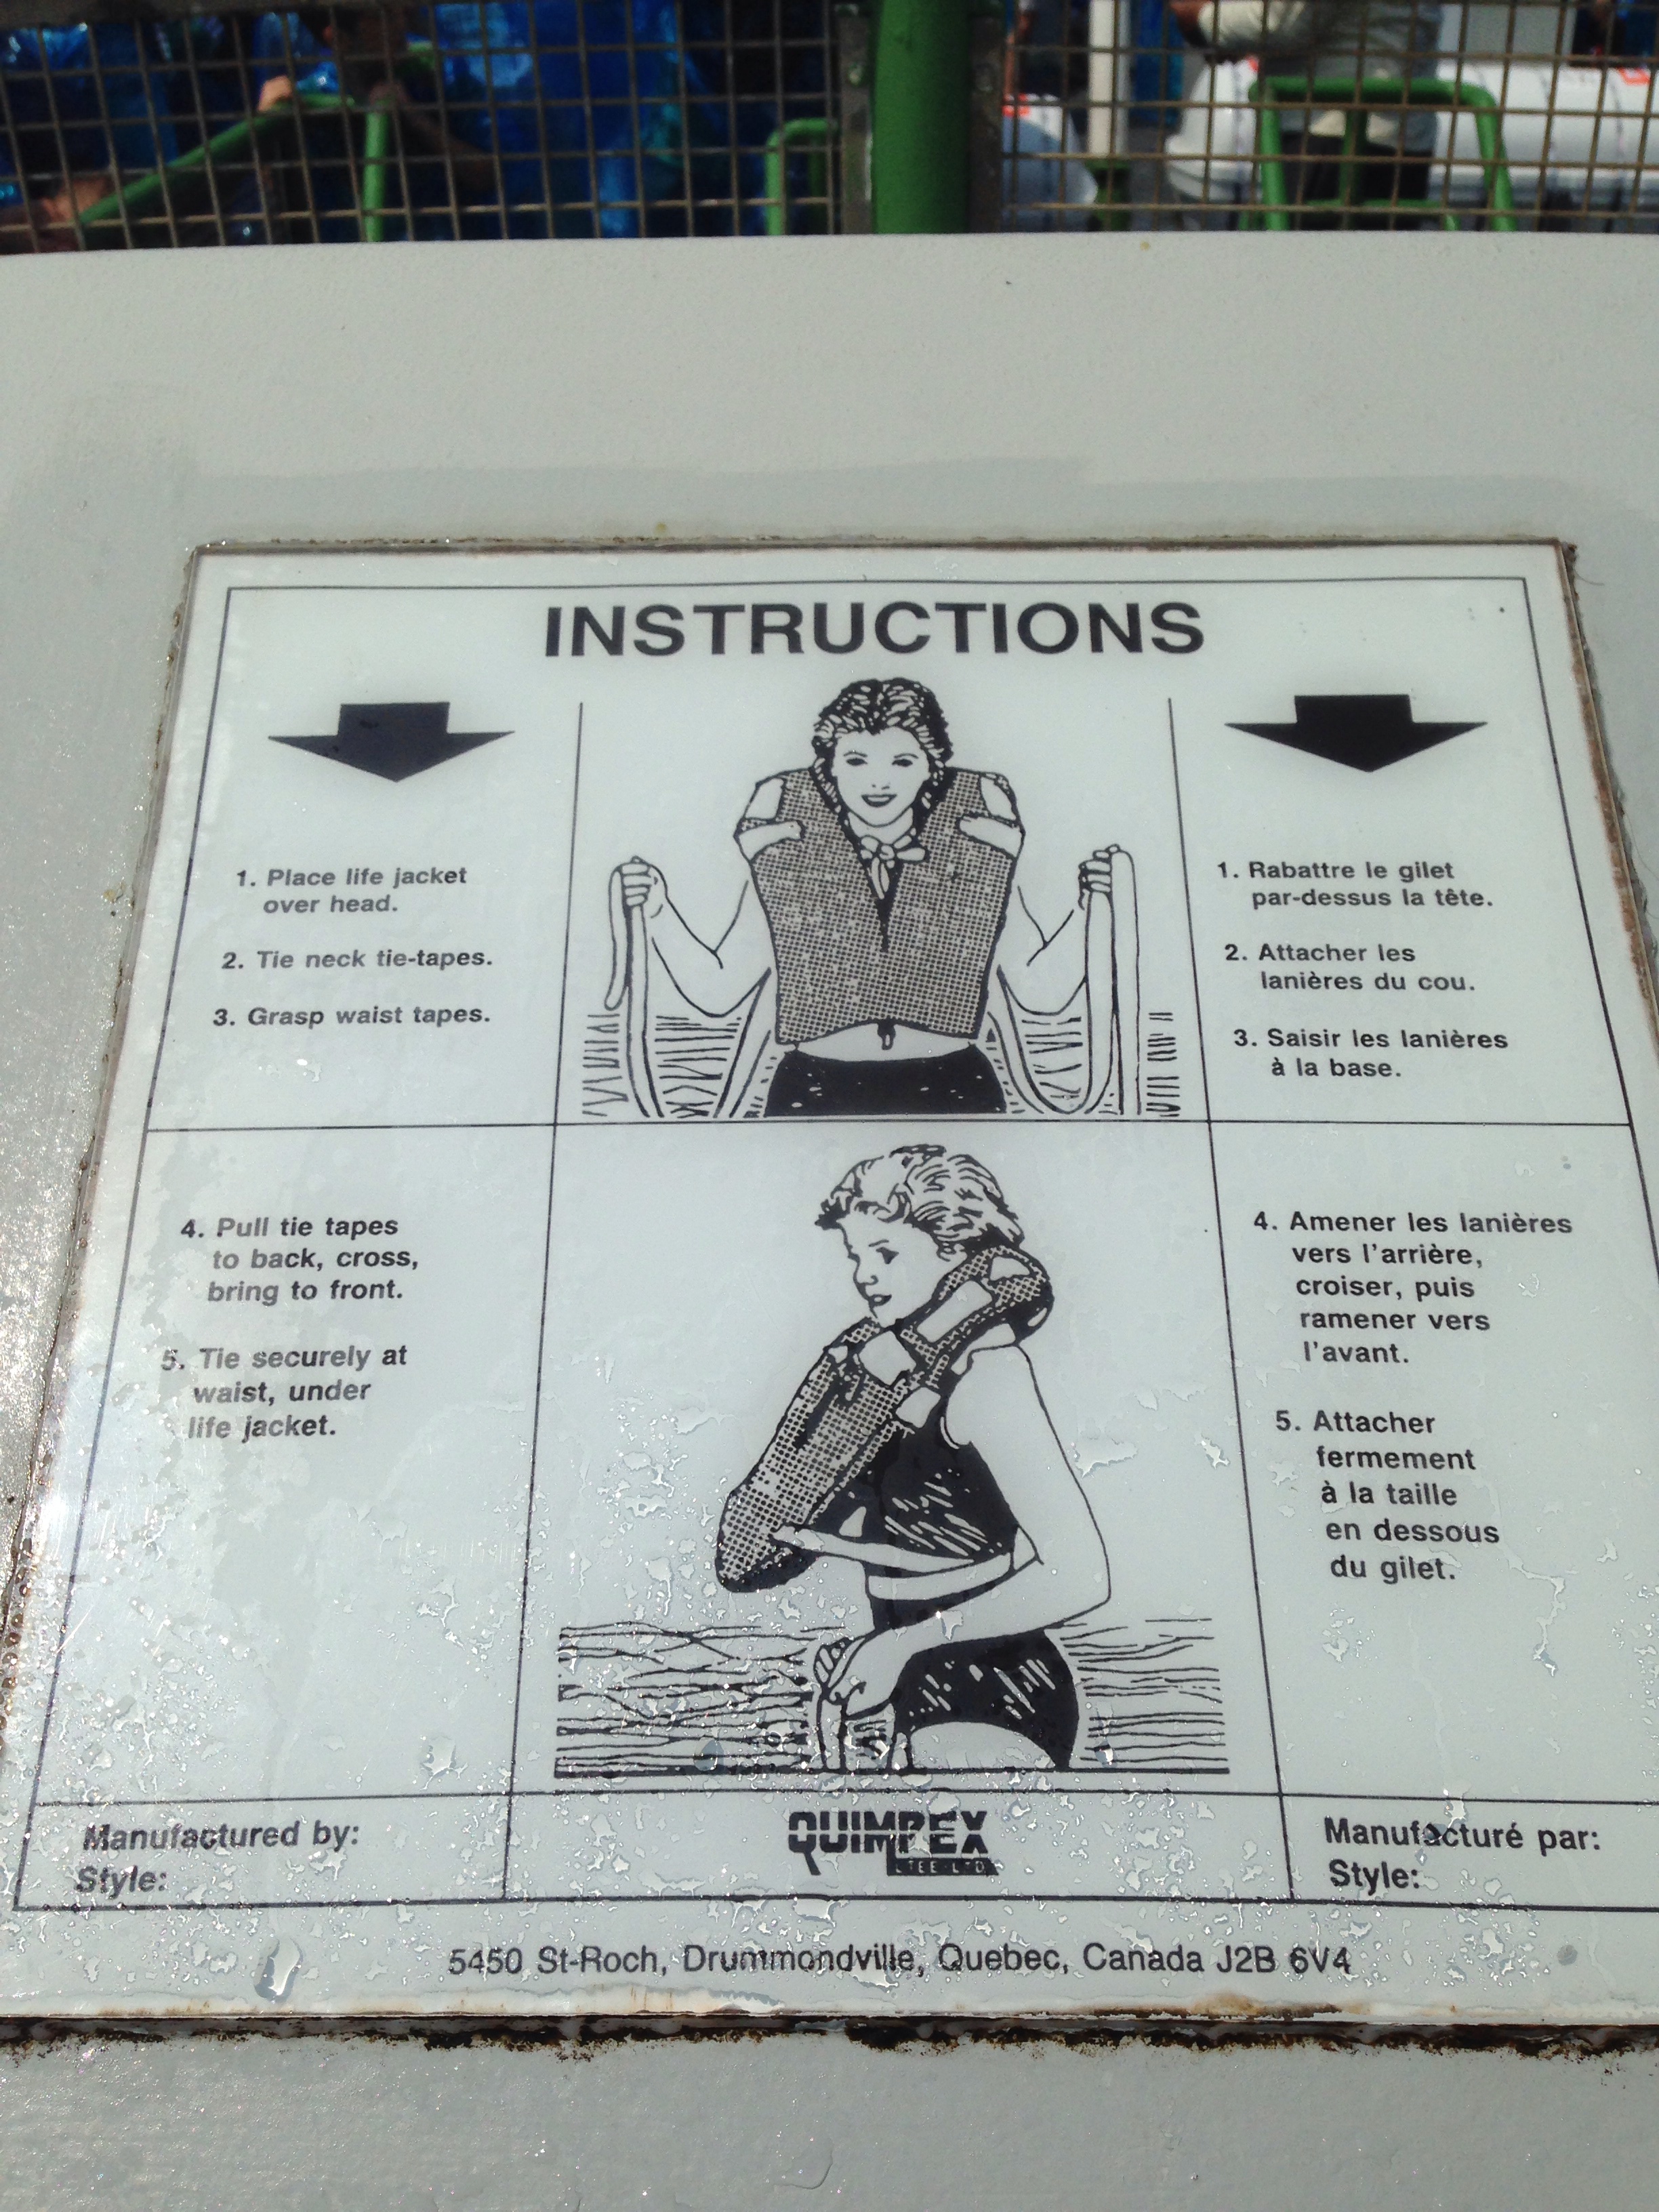 INSTRUCTIONS
1. Place life jacket
over head.
2. Tie neck tie-tapes.
3. Grasp waist tapes.
1. Rabattre le gilet
par-dessus la tête.
2. Attacher les
lanières du cou.
3. Saisir les lanières
à la base.
4. Pull tie tapes
to back, cross,
bring to front.
5. Tie securely at
waist, under
life jacket.
4. Amener les lanières
vers l'arrière,
croiser, puis
ramener vers
l'avant.
5. Attacher
fermement
à la taille
en dessous
du gilet.
Manufactured by:
Style:
QUIMPEX
LTEE-LTD
Manufacturé par:
Style:
5450 St-Roch, Drummondville, Quebec, Canada J2B 6V4